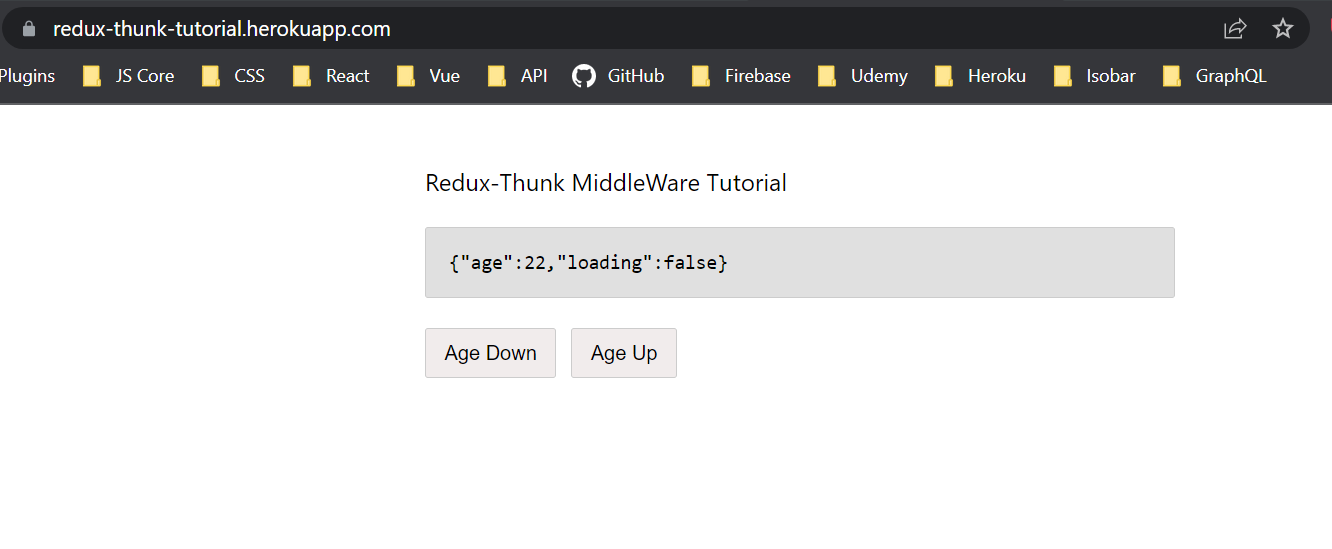 redux-thunk-tutorial.herokuapp.com
Plugins JS Core CSS React Vue API GitHub Firebase Udemy Heroku Isobar GraphQL
Redux-Thunk MiddleWare Tutorial
{"age":22,"loading":false}
Age Down Age Up